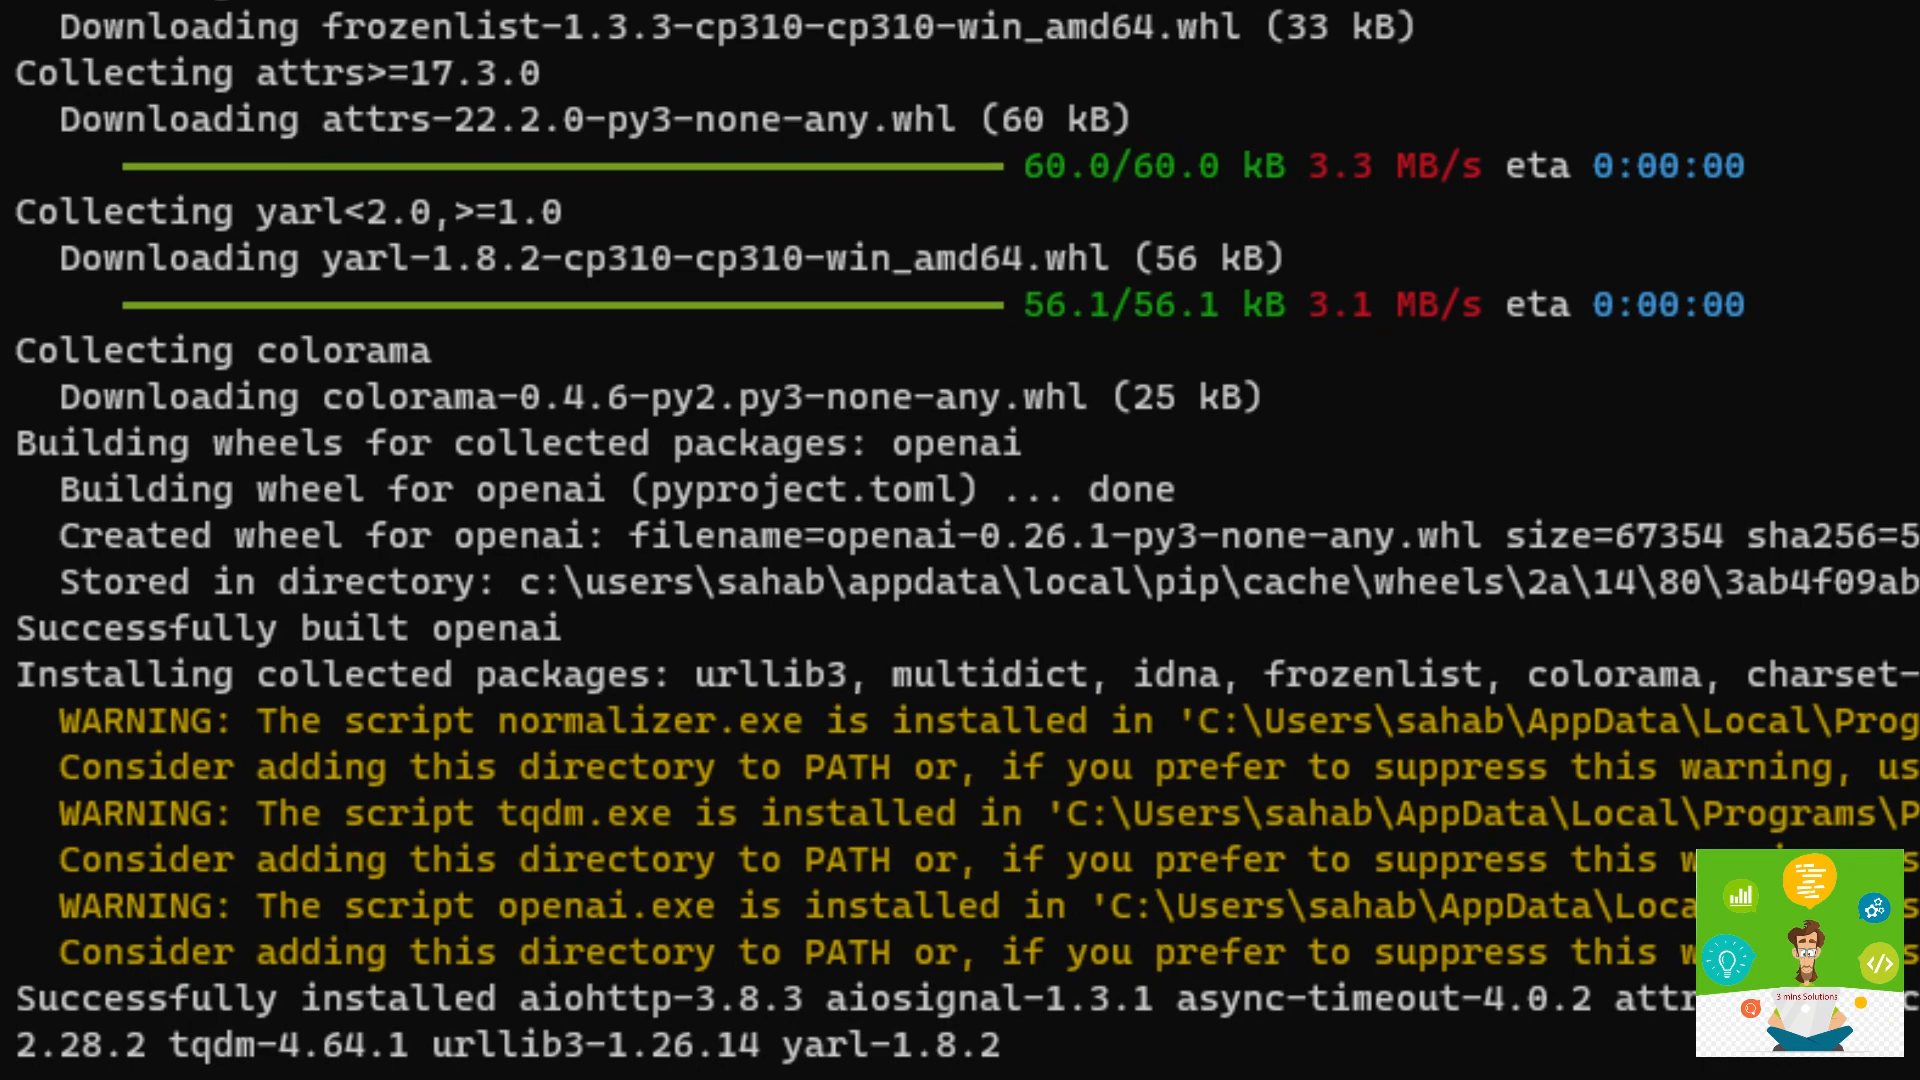 Downloading frozenlist-1.3.3-cp310-cp310-win_amd64.whl (33 kB)
Collecting attrs>=17.3.0
Downloading attrs-22.2.0-py3-none-any.whl (60 kB)
60.0/60.0 kB 3.3 MB/s eta 0:00:00
Collecting yarl<2.0,>=1.0
Downloading yarl-1.8.2-cp310-cp310-win_amd64.whl (56 kB)
56.1/56.1 kB 3.1 MB/s eta 0:00:00
Collecting colorama
Downloading colorama-0.4.6-py2.py3-none-any.whl (25 kB)
Building wheels for collected packages: openai
Building wheel for openai (pyproject.toml) ... done
Created wheel for openai: filename=openai-0.26.1-py3-none-any.whl size=67354 sha256=5
Stored in directory: c:\users\sahab\appdata\local\pip\cache\wheels\2a\14\80\3ab4f09ab
Successfully built openai
Installing collected packages: urllib3, multidict, idna, frozenlist, colorama, charset-
WARNING: The script normalizer.exe is installed in 'C:\Users\sahab\AppData\Local\Prog
Consider adding this directory to PATH or, if you prefer to suppress this warning, us
WARNING: The script tqdm.exe is installed in 'C:\Users\sahab\AppData\Local\Programs\P
Consider adding this directory to PATH or, if you prefer to suppress this w
WARNING: The script openai.exe is installed in 'C:\Users\sahab\AppData\Loca
Consider adding this directory to PATH or, if you prefer to suppress this w
Successfully installed aiohttp-3.8.3 aiosignal-1.3.1 async-timeout-4.0.2 attr
2.28.2 tqdm-4.64.1 urllib3-1.26.14 yarl-1.8.2
3 mins Solutions